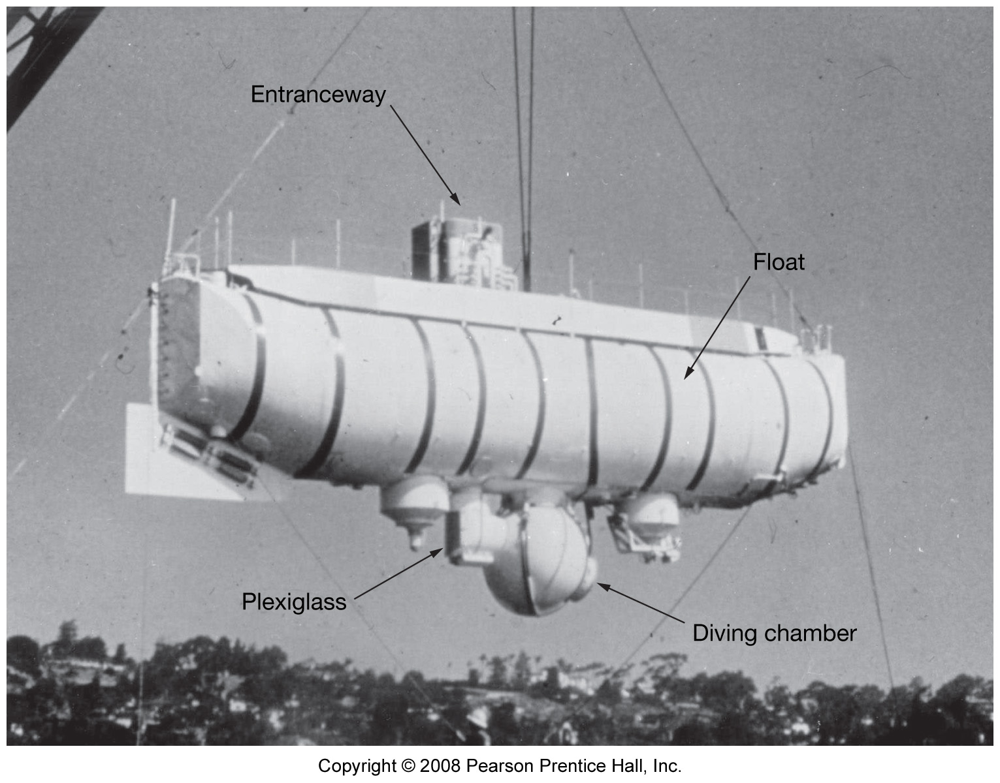 Entranceway
Float
Plexiglass
Diving chamber
Copyright © 2008 Pearson Prentice Hall, Inc.